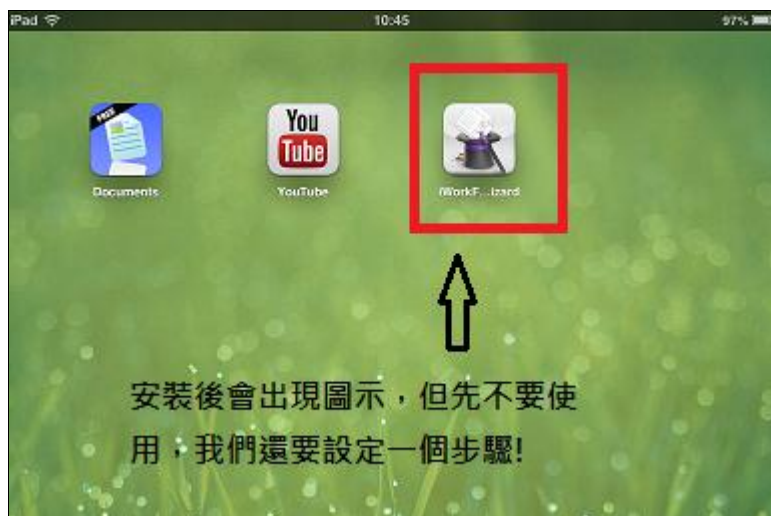 iPad 10:45 97%
FREE
You
Tube
Documents YouTube iWorkF...izard
安裝後會出現圖示，但先不要使
用，我們還要設定一個步驟!